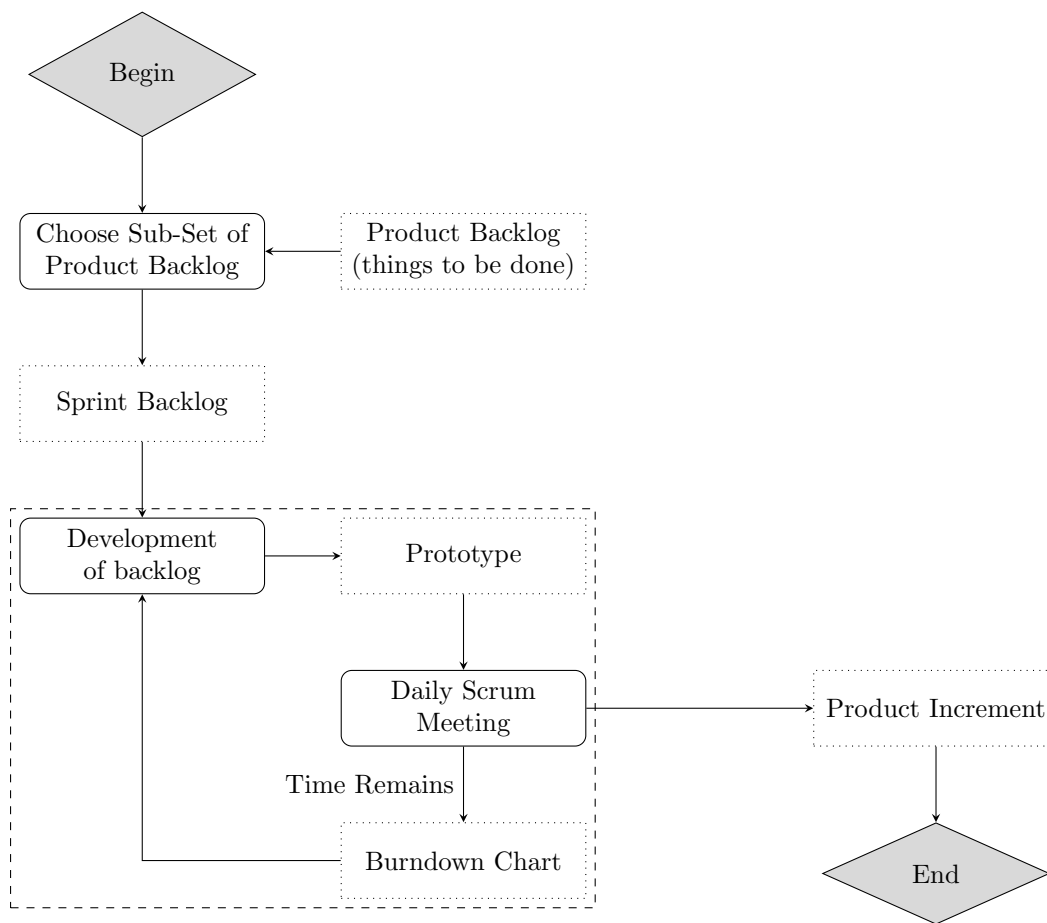 Begin
Choose Sub-Set of
Product Backlog
Product Backlog
(things to be done)
Sprint Backlog
Development
of backlog
Prototype
Daily Scrum
Meeting
Product Increment
Time Remains
Burndown Chart
End